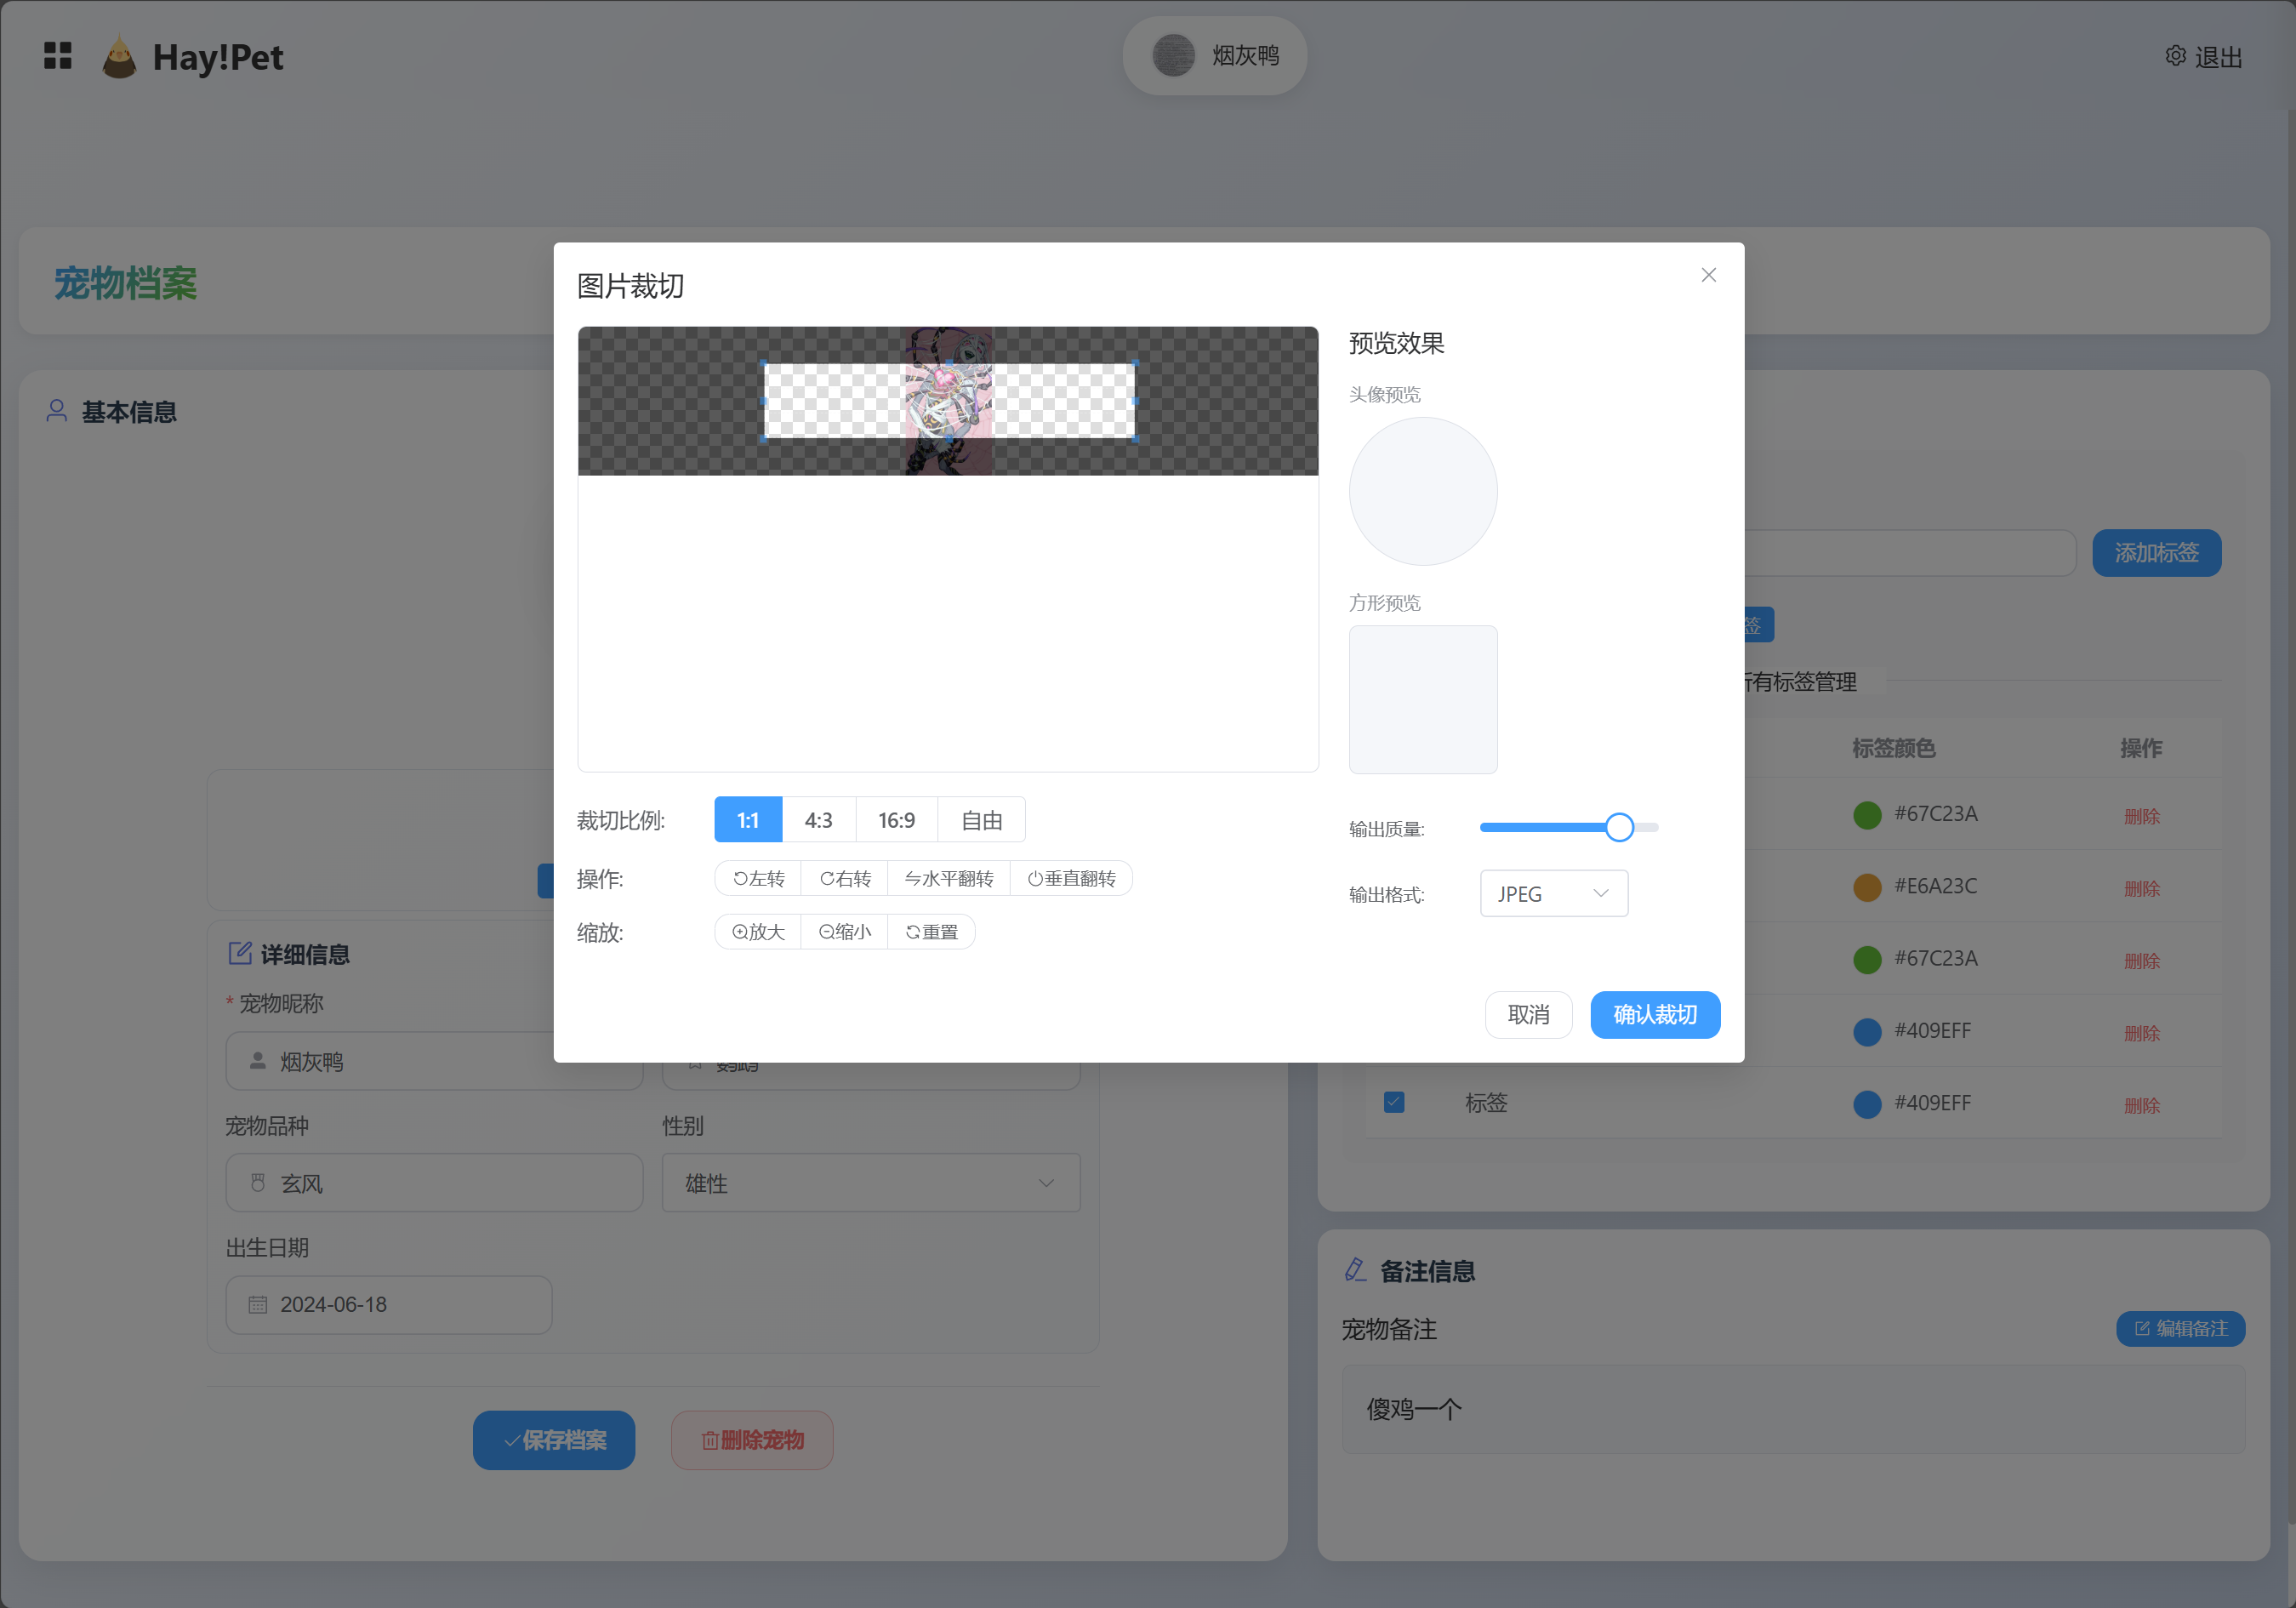 Hay!Pet
烟灰鸭
退出
宠物档案
基本信息
图片裁切
预览效果
头像预览
方形预览
裁切比例:
1:1
4:3
16:9
自由
操作:
左转
右转
水平翻转
垂直翻转
缩放:
放大
缩小
重置
输出质量:
输出格式:
JPEG
取消
确认裁切
添加标签
签
有标签管理
标签颜色
操作
#67C23A
删除
#E6A23C
删除
#67C23A
删除
#409EFF
删除
标签
#409EFF
删除
详细信息
* 宠物昵称
烟灰鸭
宠物品种
玄风
性别
雄性
出生日期
2024-06-18
保存档案
删除宠物
备注信息
宠物备注
编辑备注
傻鸡一个